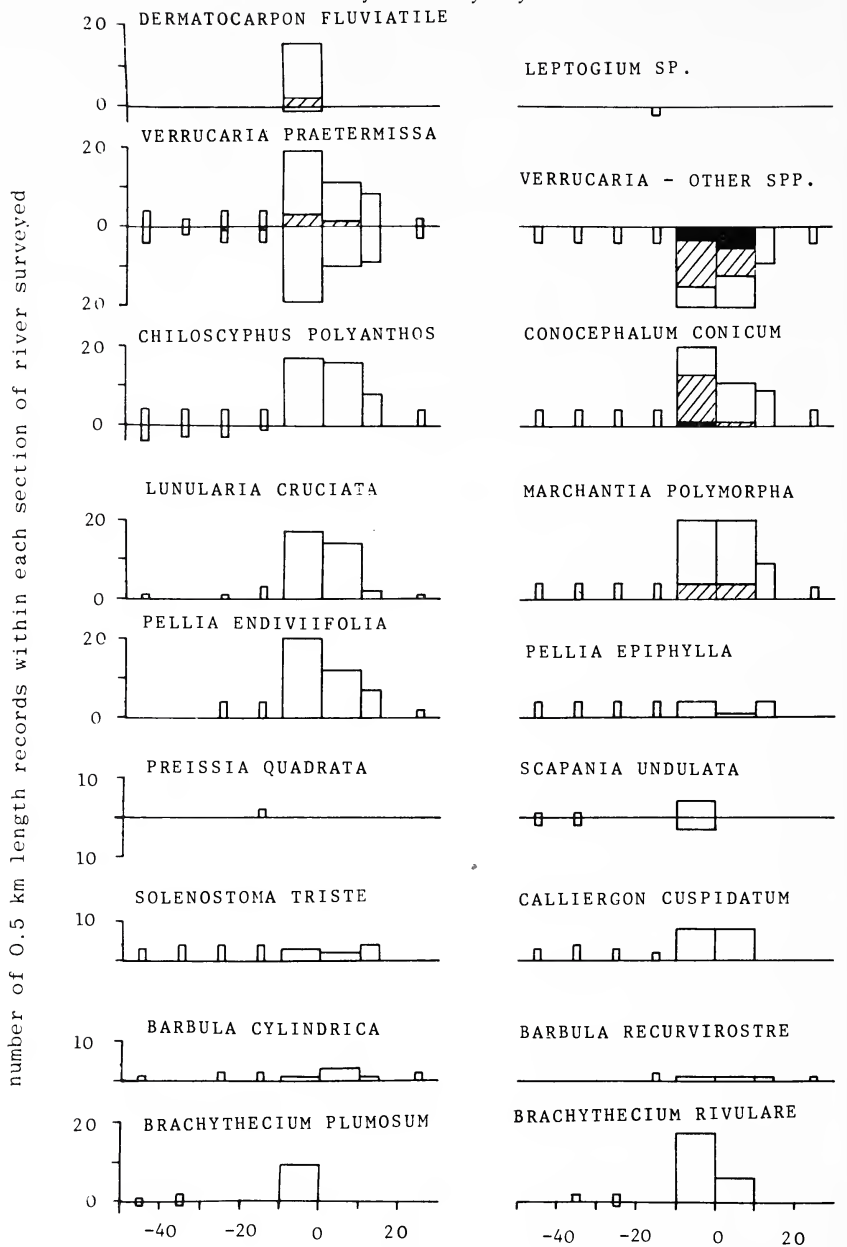 number of 0.5 km length records within each section of river surveyed
DERMATOCARPON FLUVIATILE
20
0
LEPTOGIUM SP.
VERRUCARIA PRAETERMISSA
20
0
20
VERRUCARIA - OTHER SPP.
CHILOSCYPHUS POLYANTHOS
20
0
CONOCEPHALUM CONICUM
LUNULARIA CRUCIATA
20
0
MARCHANTIA POLYMORPHA
PELLIA ENDIVIIFOLIA
20
0
PELLIA EPIPHYLLA
PREISSIA QUADRATA
10
10
SCAPANIA UNDULATA
SOLENOSTOMA TRISTE
10
CALLIERGON CUSPIDATUM
BARBULA CYLINDRICA
10
BARBULA RECURVIROSTRE
BRACHYTHECIUM PLUMOSUM
20
0
BRACHYTHECIUM RIVULARE
-40 -20 0 20
-40 -20 0 20